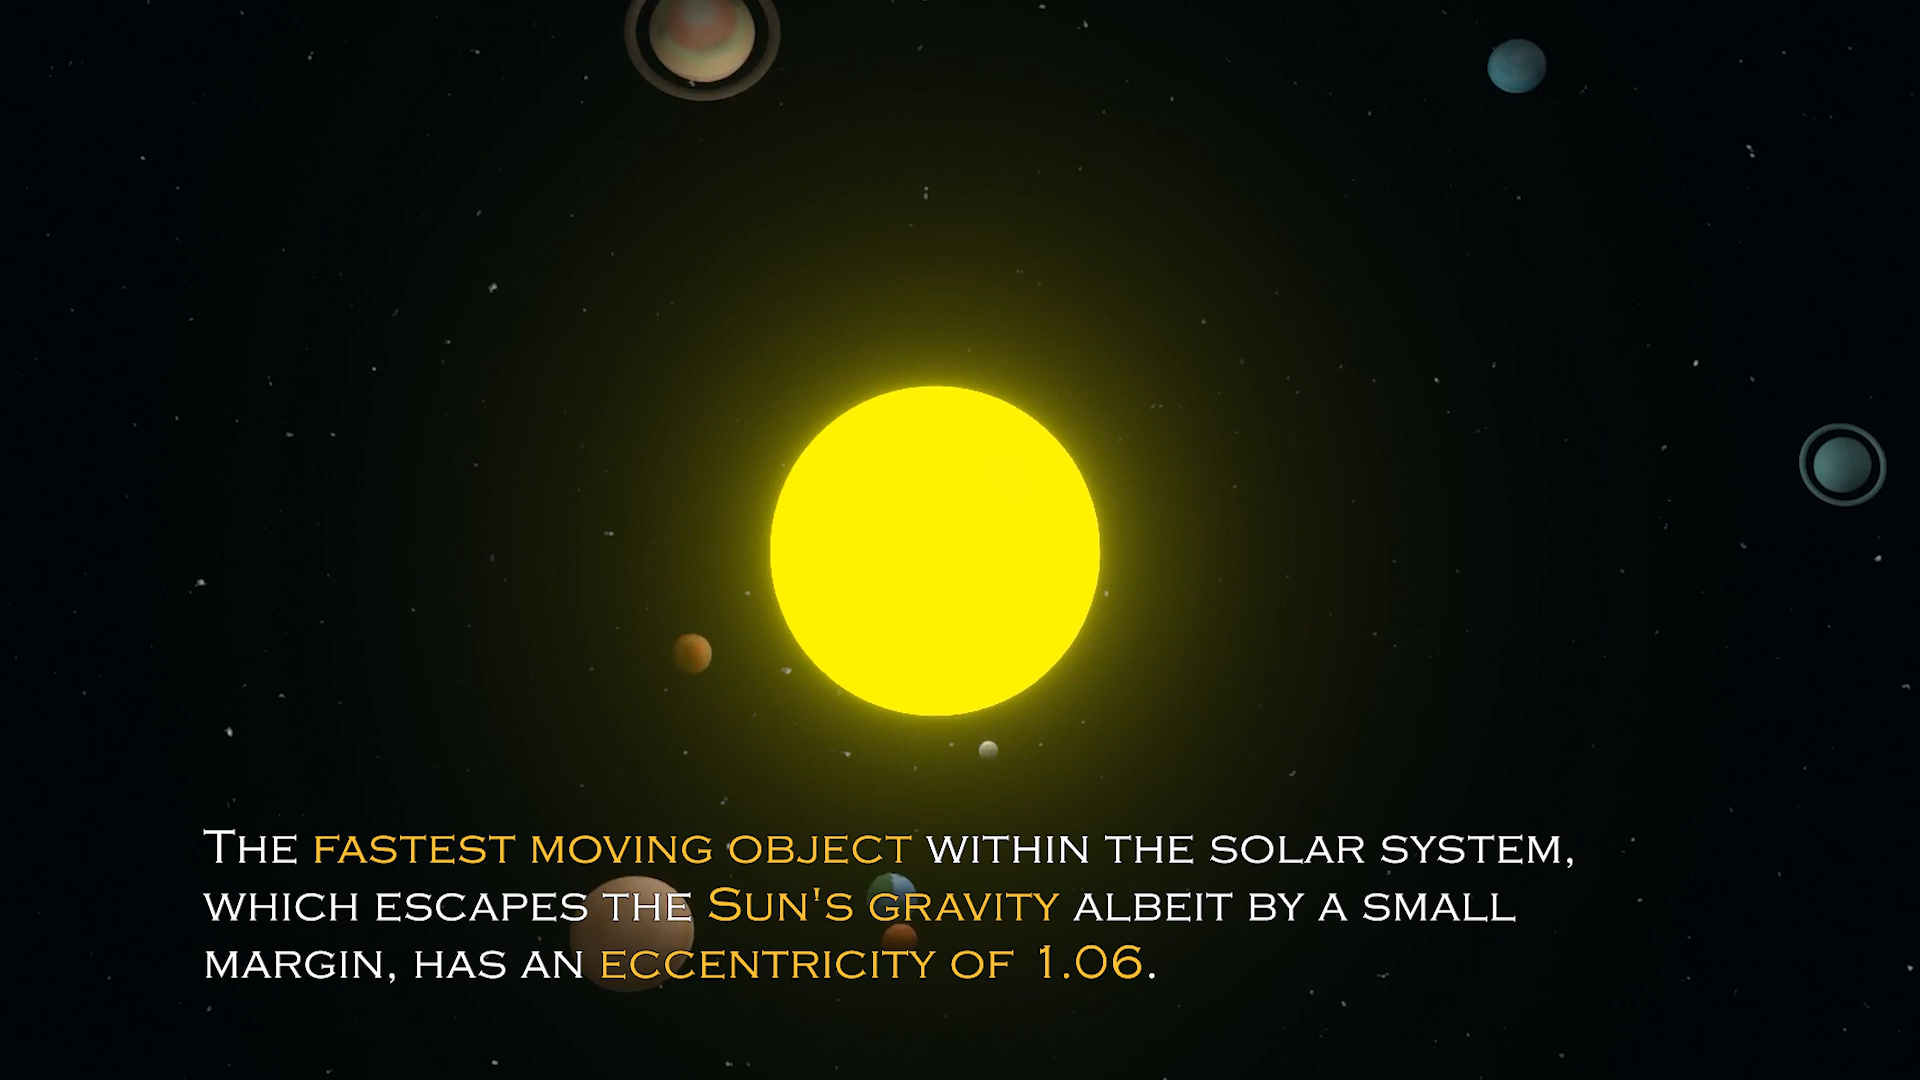 The fastest moving object within the solar system,
which escapes the Sun's gravity albeit by a small
margin, has an eccentricity of 1.06.